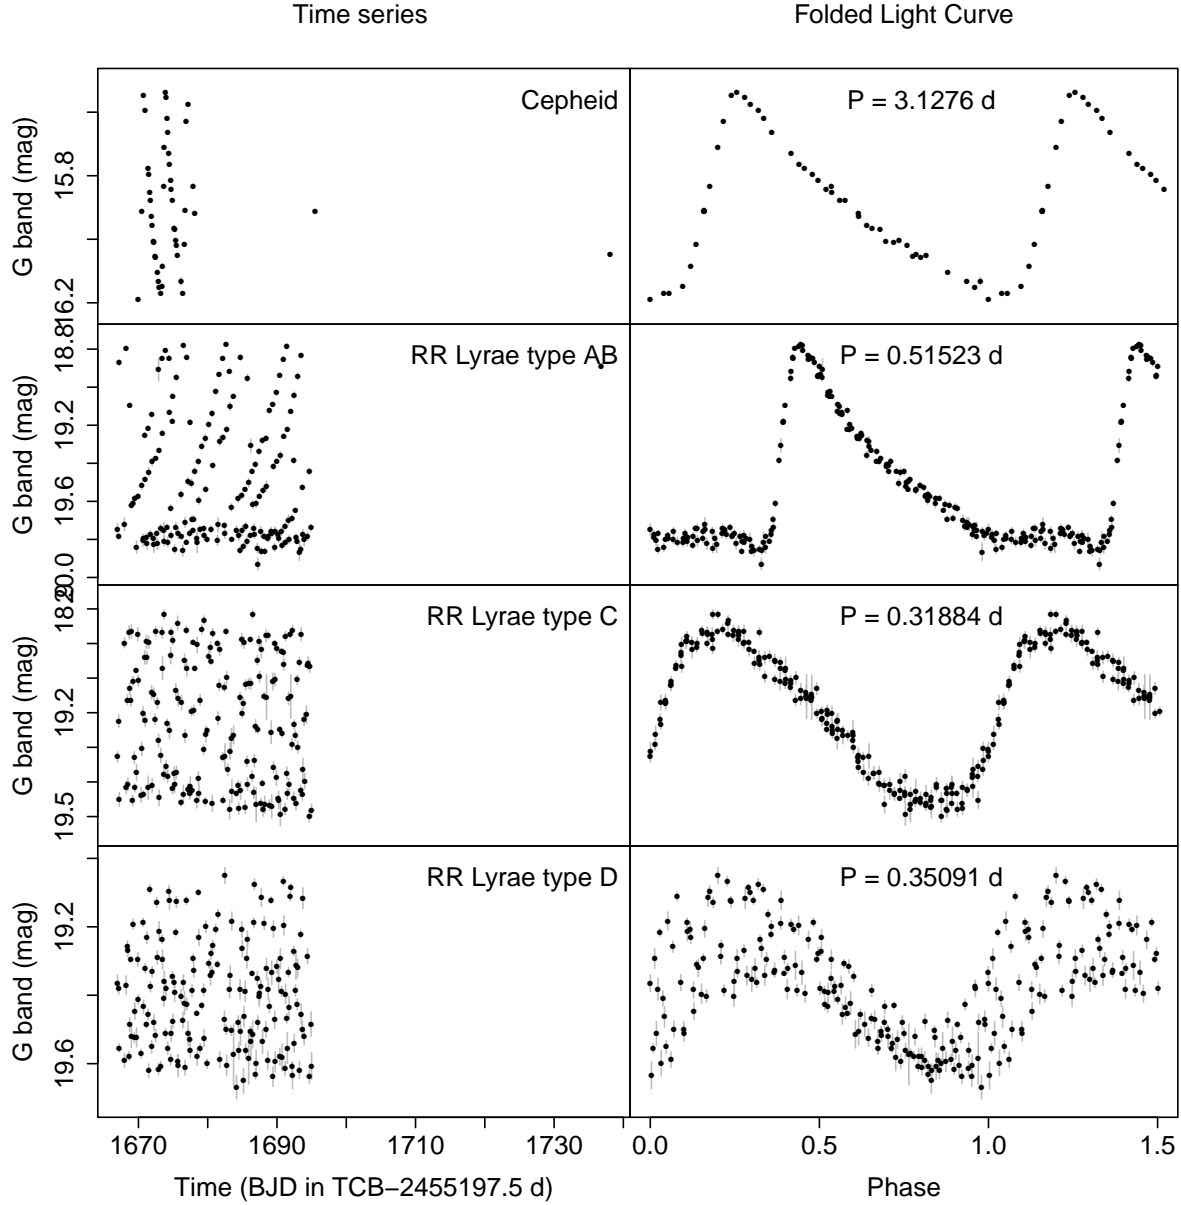 Time series Folded Light Curve
Cepheid P = 3.1276 d
G band (mag)
15.8
16.2
RR Lyrae type AB P = 0.51523 d
G band (mag)
18.8
19.2
19.6
20.0
RR Lyrae type C P = 0.31884 d
G band (mag)
18.9
19.2
19.5
RR Lyrae type D P = 0.35091 d
G band (mag)
19.2
19.6
1670 1690 1710 1730 0.0 0.5 1.0 1.5
Time (BJD in TCB−2455197.5 d) Phase